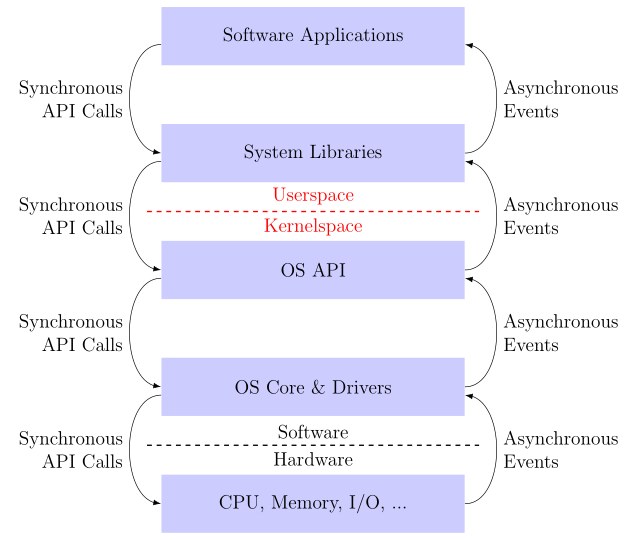 Software Applications
Synchronous
API Calls
Asynchronous
Events
System Libraries
Userspace
Synchronous
API Calls
Asynchronous
Events
Kernelspace
OS API
Synchronous
API Calls
Asynchronous
Events
OS Core & Drivers
Software
Synchronous
API Calls
Asynchronous
Events
Hardware
CPU, Memory, I/O, ...